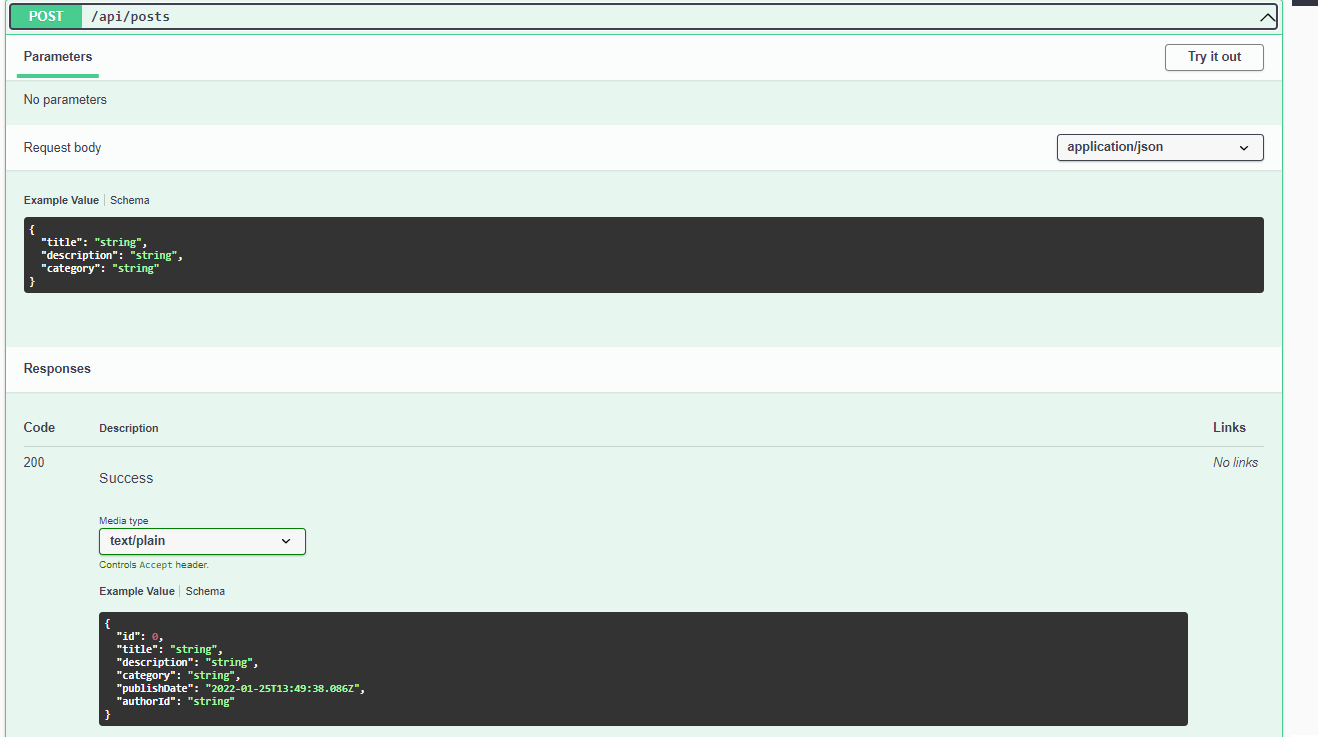 POST /api/posts
Parameters Try it out
No parameters
Request body application/json
Example Value Schema
{
  "title": "string",
  "description": "string",
  "category": "string"
}
Responses
Code Description Links
200 No links
Success
Media type
text/plain
Controls Accept header.
Example Value Schema
{
  "id": 0,
  "title": "string",
  "description": "string",
  "category": "string",
  "publishDate": "2022-01-25T13:49:38.086Z",
  "authorId": "string"
}